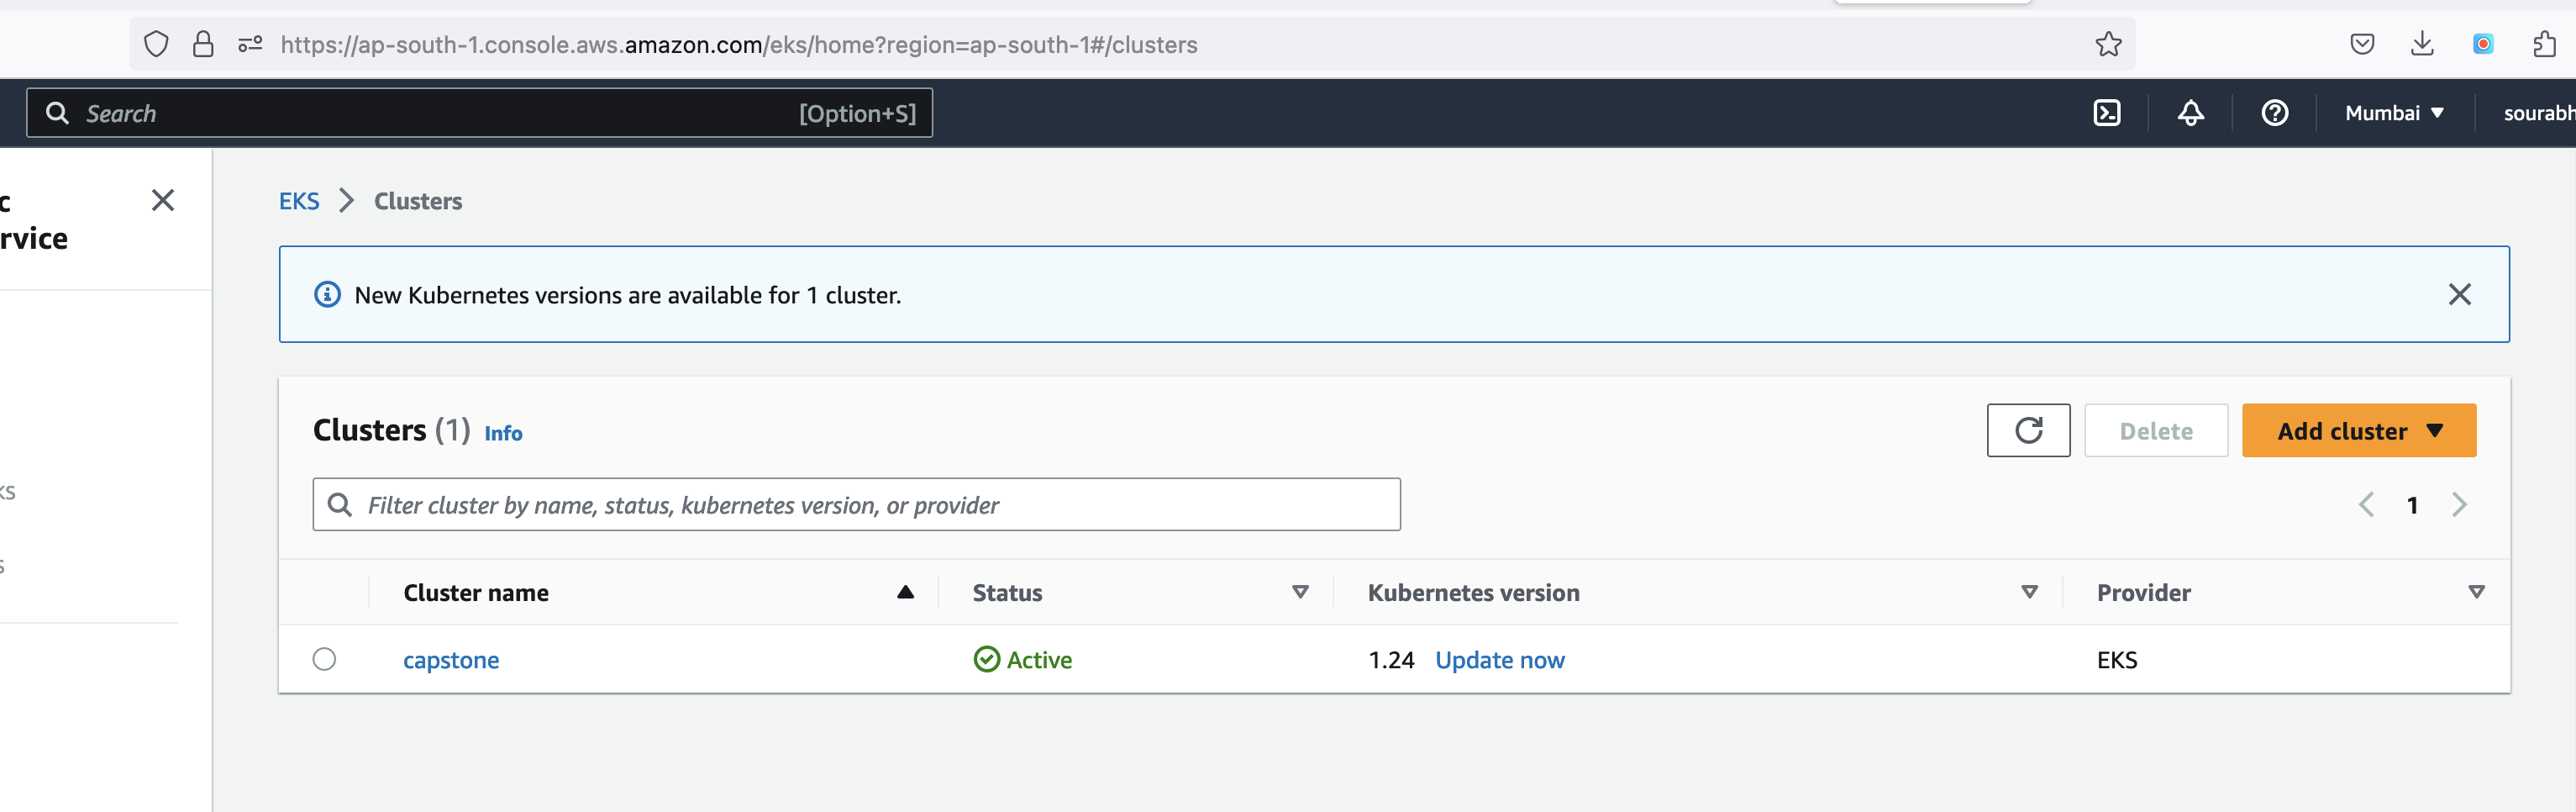 https://ap-south-1.console.aws.amazon.com/eks/home?region=ap-south-1#/clusters
Search [Option+S] Mumbai sourabh
rvice
EKS Clusters
New Kubernetes versions are available for 1 cluster.
Clusters (1) Info Delete Add cluster
Filter cluster by name, status, kubernetes version, or provider 1
Cluster name Status Kubernetes version Provider
capstone Active 1.24 Update now EKS